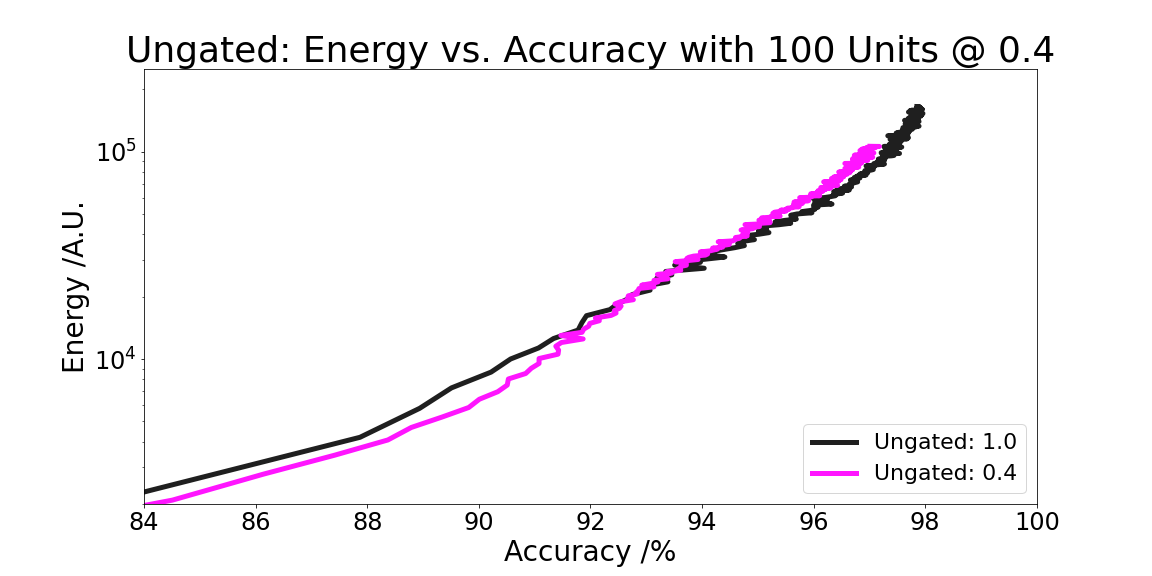 Ungated: Energy vs. Accuracy with 100 Units @ 0.4
10^5
10^4
Energy /A.U.
Ungated: 1.0
Ungated: 0.4
84 86 88 90 92 94 96 98 100
Accuracy /%